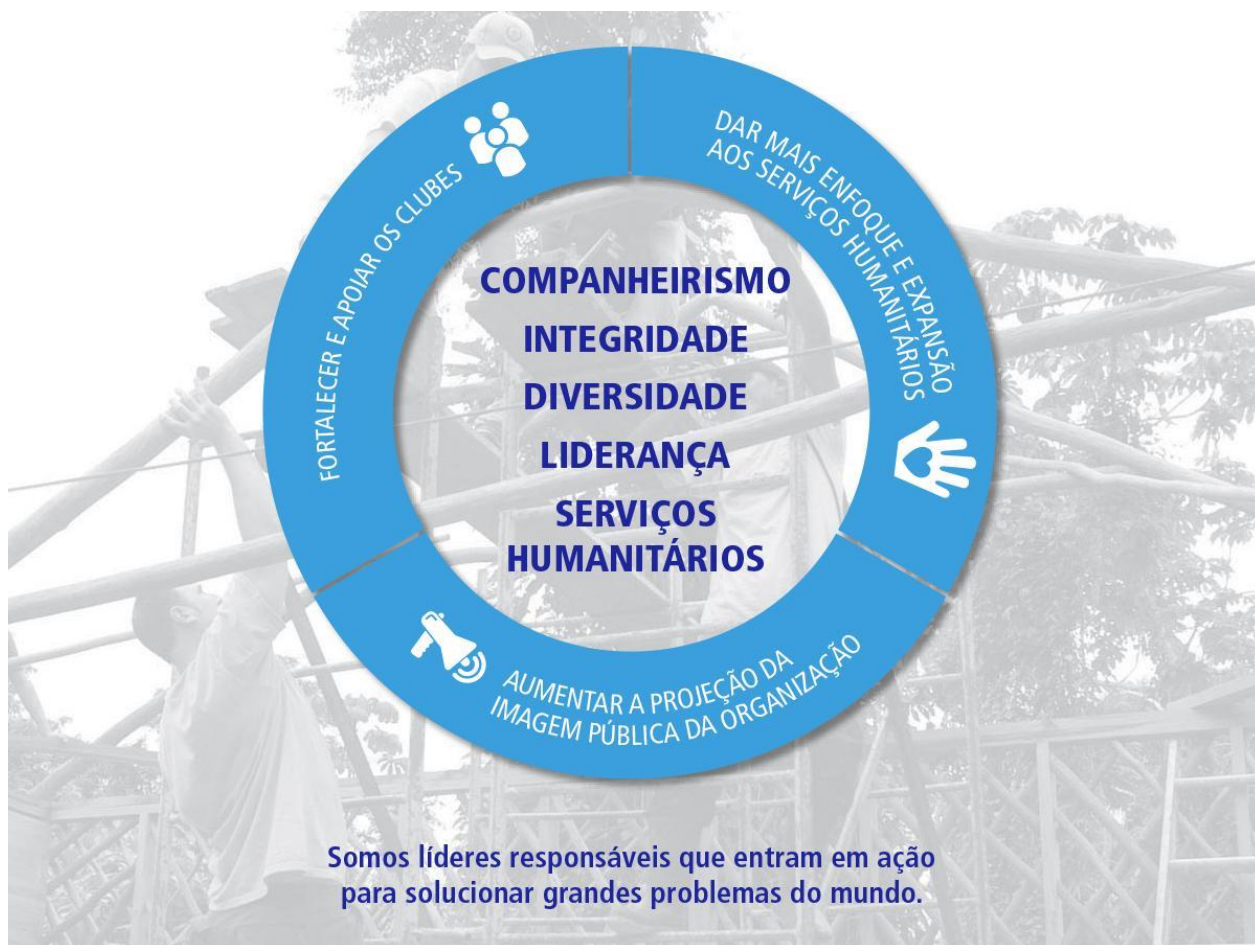 FORTALECER E APOIAR OS CLUBES
DAR MAIS ENFOQUE E EXPANSÃO
AOS SERVIÇOS HUMANITÁRIOS
COMPANHEIRISMO
INTEGRIDADE
DIVERSIDADE
LIDERANÇA
SERVIÇOS
HUMANITÁRIOS
AUMENTAR A PROJEÇÃO DA
IMAGEM PÚBLICA DA ORGANIZAÇÃO
Somos líderes responsáveis que entram em ação
para solucionar grandes problemas do mundo.